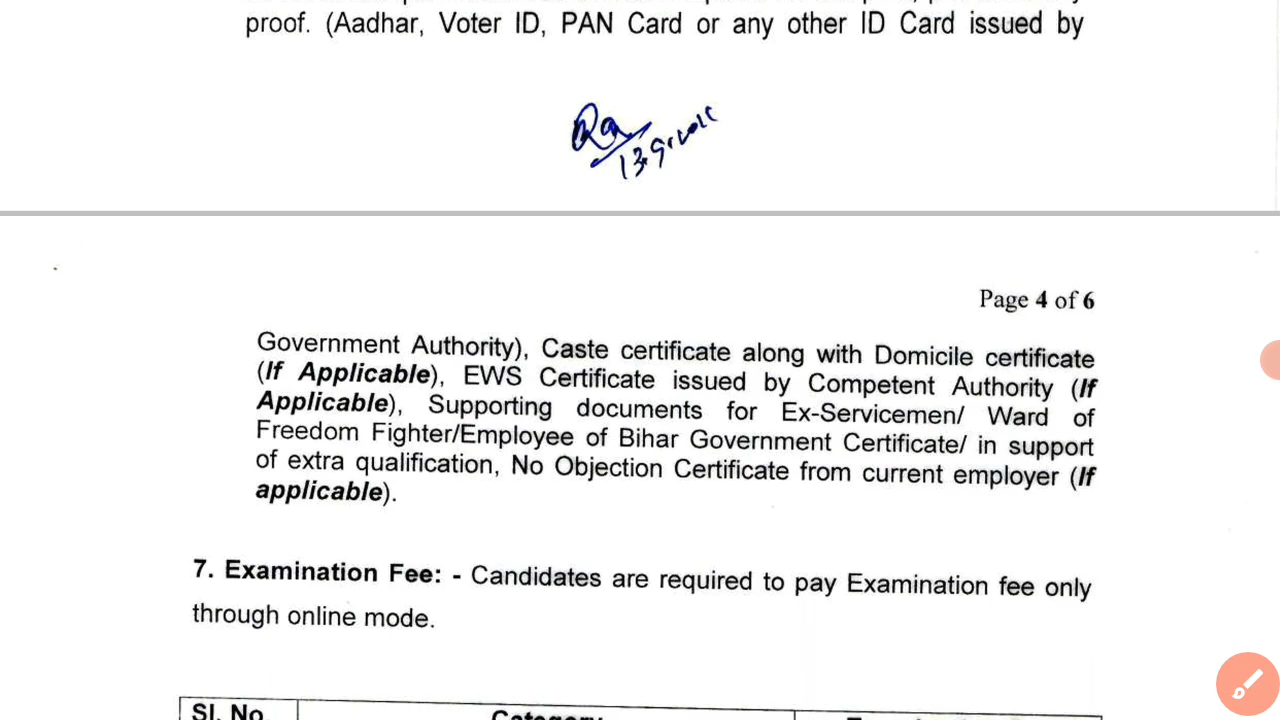 proof. (Aadhar, Voter ID, PAN Card or any other ID Card issued by
Page 4 of 6
Government Authority), Caste certificate along with Domicile certificate
(If Applicable), EWS Certificate issued by Competent Authority (If
Applicable), Supporting documents for Ex-Servicemen/ Ward of
Freedom Fighter/Employee of Bihar Government Certificate/ in support
of extra qualification, No Objection Certificate from current employer (If
applicable).
7. Examination Fee: - Candidates are required to pay Examination fee only
through online mode.
Sl. No.
Category